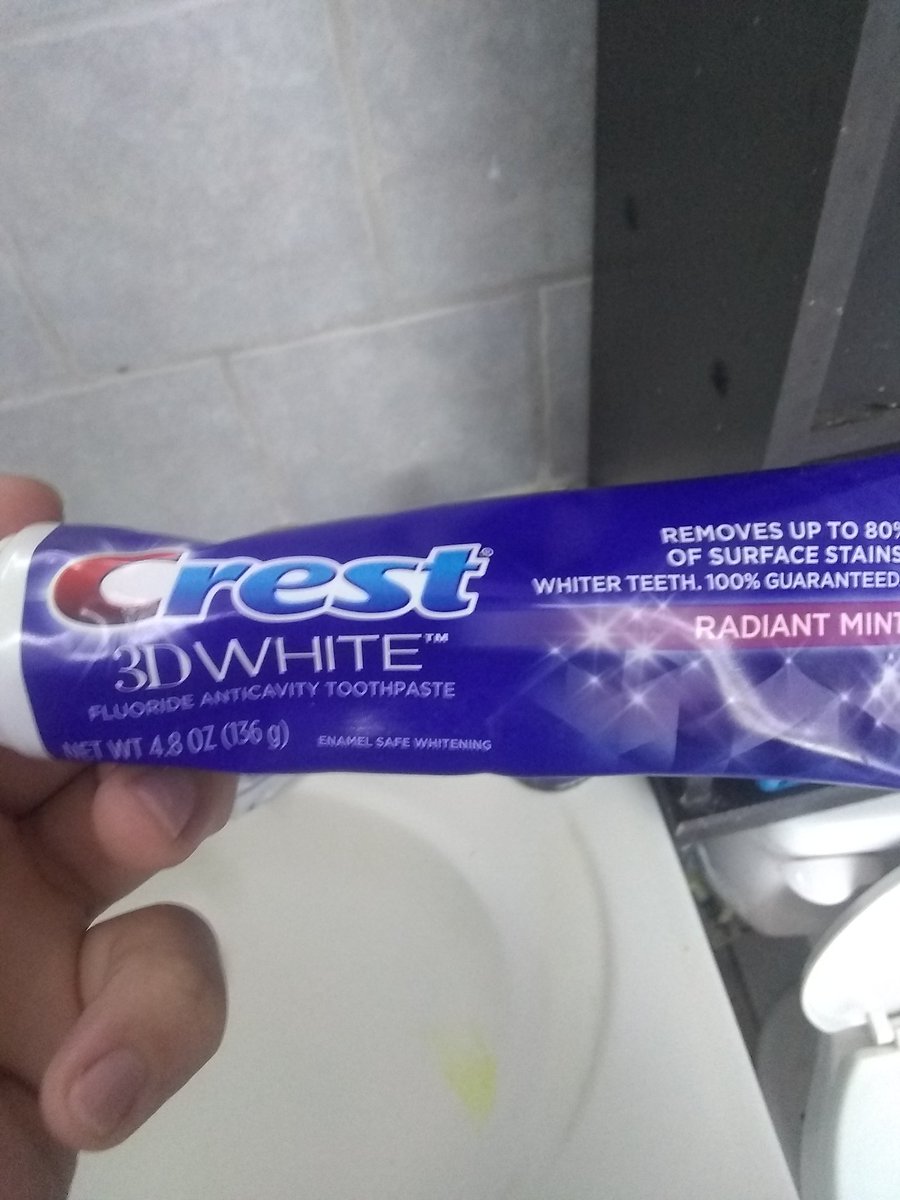 Crest®
3D WHITE™
FLUORIDE ANTICAVITY TOOTHPASTE
NET WT 4.8 OZ (136 g)
ENAMEL SAFE WHITENING
REMOVES UP TO 80%
OF SURFACE STAINS
WHITER TEETH. 100% GUARANTEED
RADIANT MINT